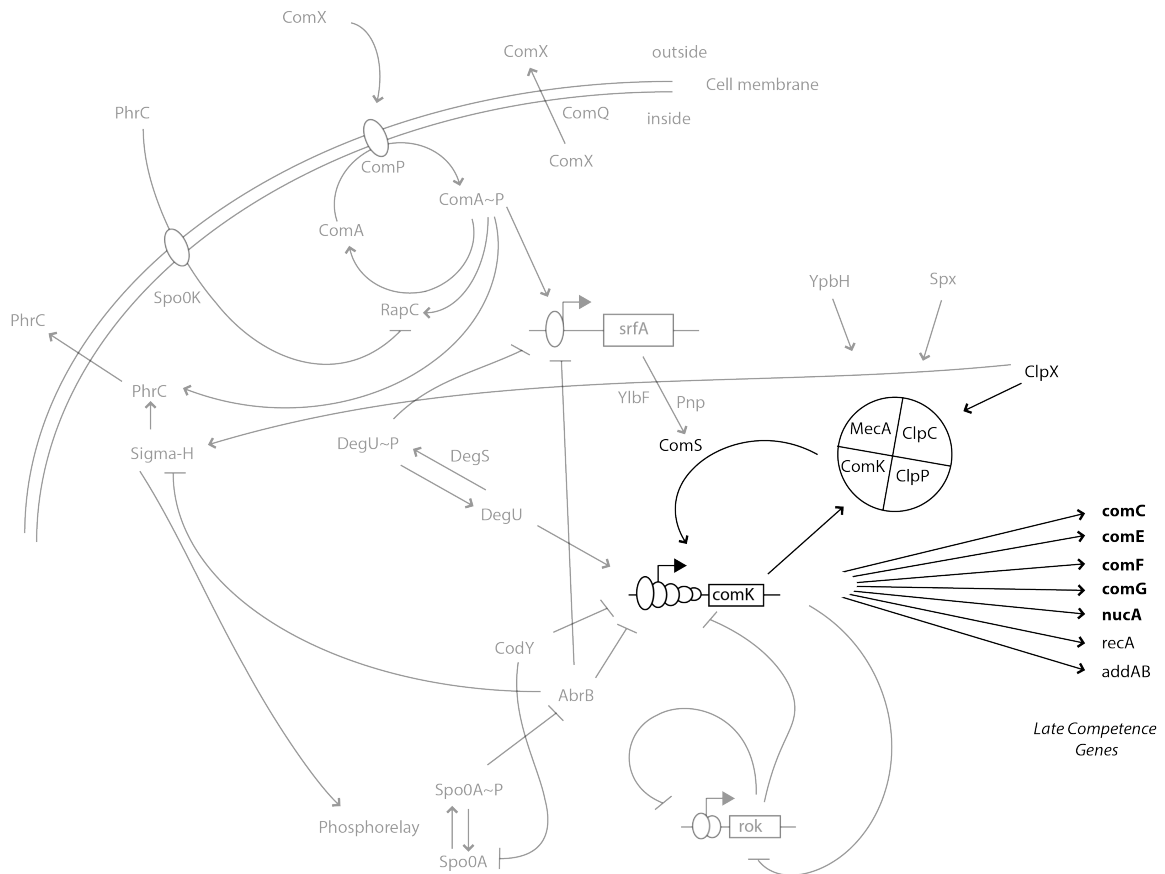 ComX
ComX
outside
Cell membrane
PhrC
ComQ
inside
ComP
ComX
ComA~P
ComA
Spo0K
YpbH
Spx
RapC
PhrC
srfA
ClpX
PhrC
YlbF
Pnp
MecA
ClpC
DegU~P
ComS
Sigma-H
DegS
ComK
ClpP
DegU
comC
comE
comF
comK
comG
nucA
CodY
recA
addAB
AbrB
Late Competence
Genes
Spo0A~P
Phosphorelay
rok
Spo0A